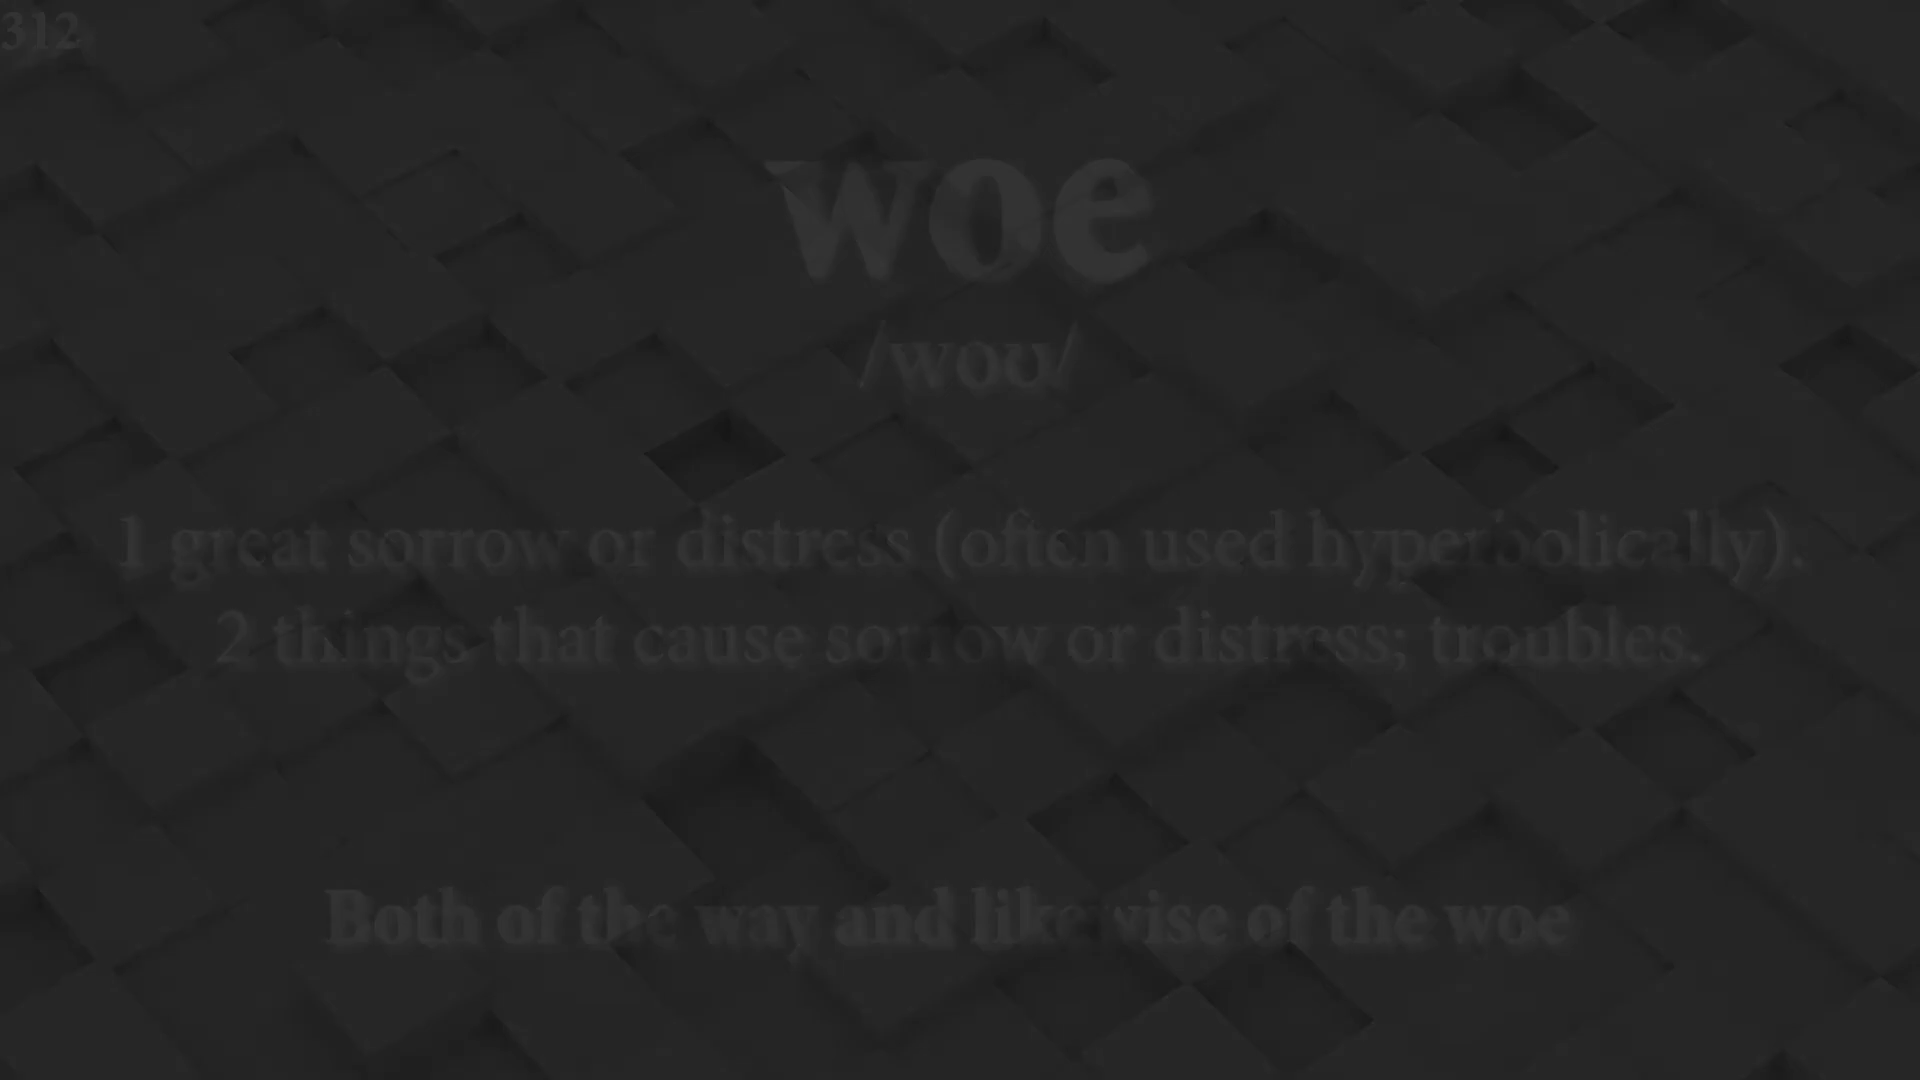 312
woe
/woʊ/
1 great sorrow or distress (often used hyperbolically).
2 things that cause sorrow or distress; troubles.
Both of the way and likewise of the woe